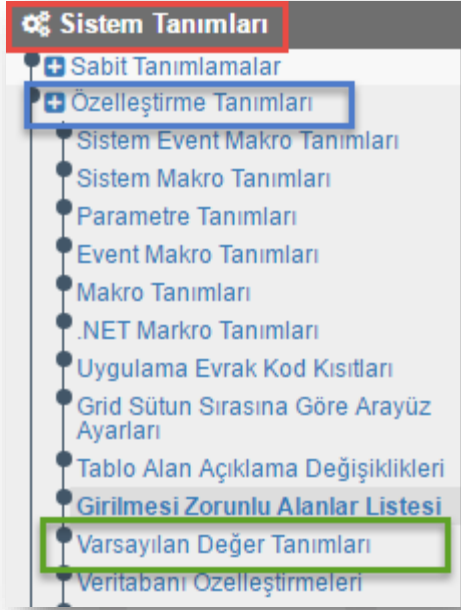 Sistem Tanımları
Sabit Tanımlamalar
Özelleştirme Tanımları
Sistem Event Makro Tanımları
Sistem Makro Tanımları
Parametre Tanımları
Event Makro Tanımları
Makro Tanımları
.NET Markro Tanımları
Uygulama Evrak Kod Kısıtları
Grid Sütun Sırasına Göre Arayüz
Ayarları
Tablo Alan Açıklama Değişiklikleri
Girilmesi Zorunlu Alanlar Listesi
Varsayılan Değer Tanımları
Veritabanı Özelleştirmeleri